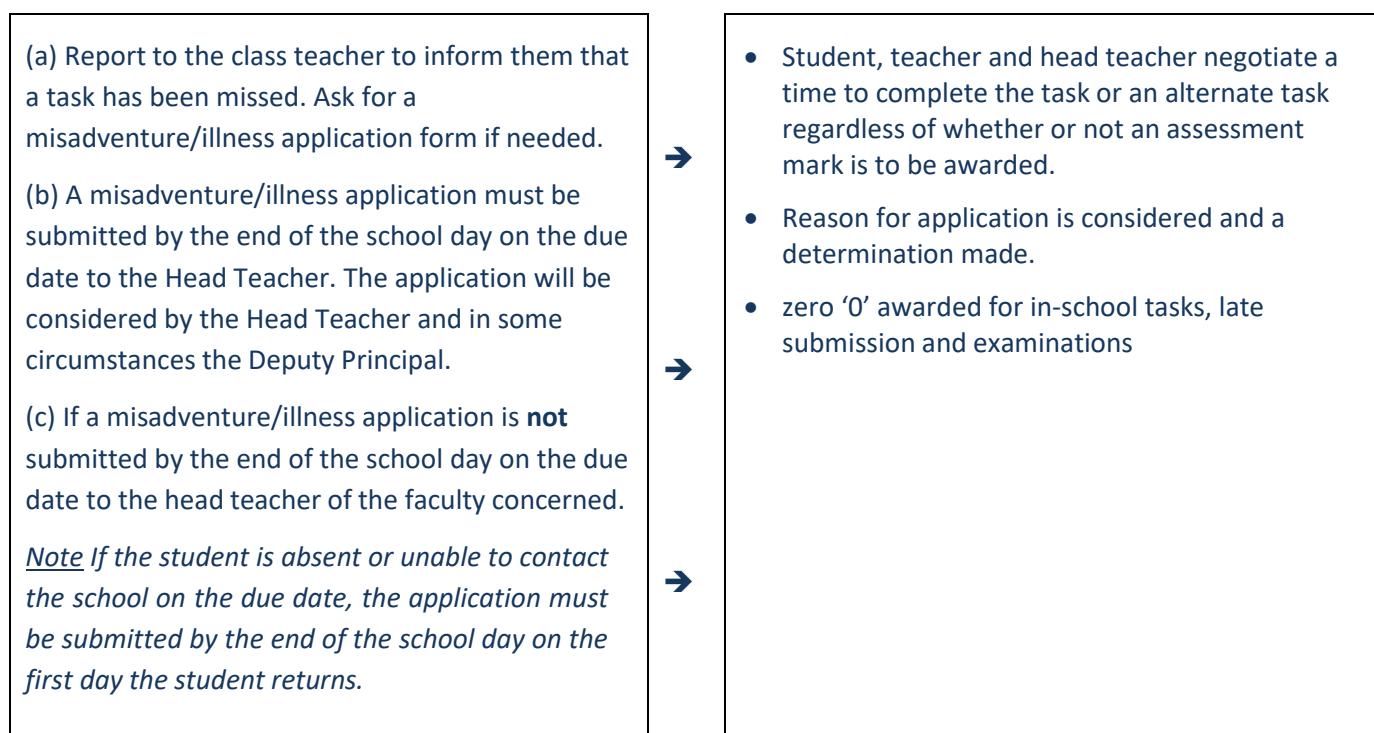 (a) Report to the class teacher to inform them that
a task has been missed. Ask for a
misadventure/illness application form if needed.
(b) A misadventure/illness application must be
submitted by the end of the school day on the due
date to the Head Teacher. The application will be
considered by the Head Teacher and in some
circumstances the Deputy Principal.
(c) If a misadventure/illness application is not
submitted by the end of the school day on the due
date to the head teacher of the faculty concerned.
Note If the student is absent or unable to contact
the school on the due date, the application must
be submitted by the end of the school day on the
first day the student returns.
➔
➔
➔
• Student, teacher and head teacher negotiate a
time to complete the task or an alternate task
regardless of whether or not an assessment
mark is to be awarded.
• Reason for application is considered and a
determination made.
• zero ‘0’ awarded for in-school tasks, late
submission and examinations